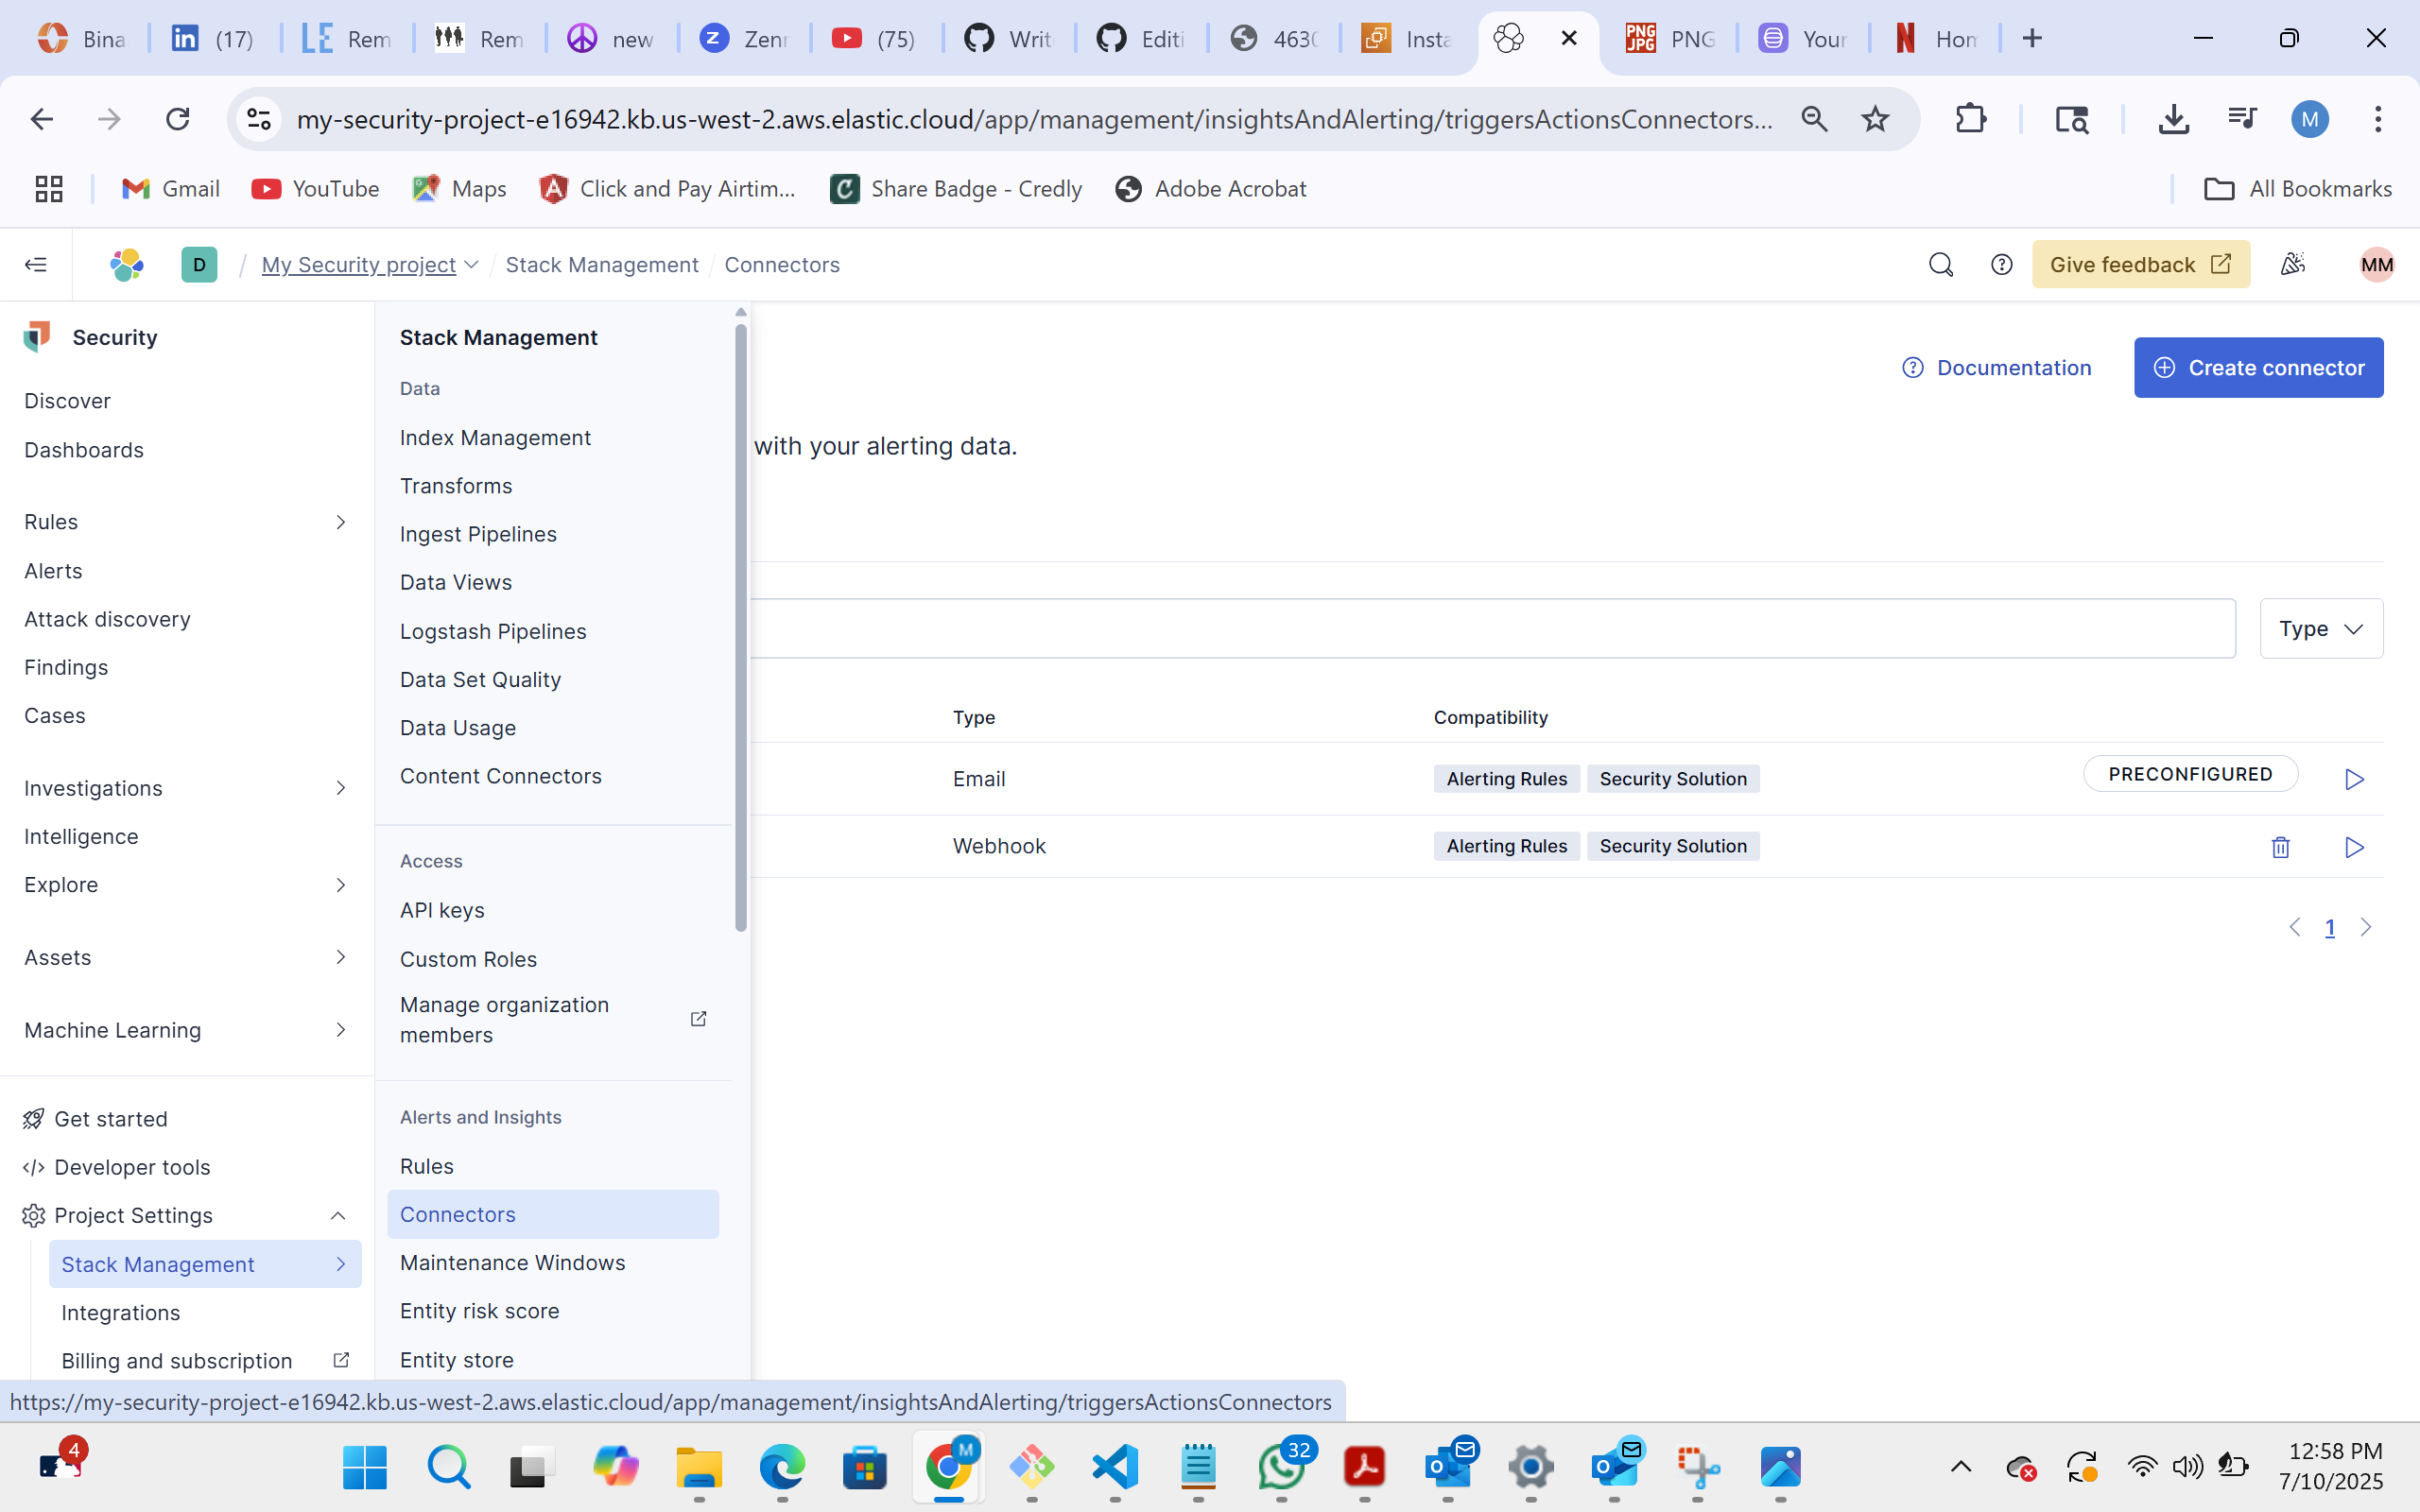 Bina
(17)
Rem
Rem
new
Zenr
(75)
Writ
Editi
4630
Insta
PNG
Your
Hom
my-security-project-e16942.kb.us-west-2.aws.elastic.cloud/app/management/insightsAndAlerting/triggersActionsConnectors...
M
Gmail
YouTube
Maps
Click and Pay Airtim...
Share Badge - Credly
Adobe Acrobat
All Bookmarks
D / My Security project / Stack Management / Connectors
Give feedback
MM
Security
Discover
Dashboards
Rules
Alerts
Attack discovery
Findings
Cases
Investigations
Intelligence
Explore
Assets
Machine Learning
Get started
Developer tools
Project Settings
Stack Management
Integrations
Billing and subscription
Stack Management
Data
Index Management
Transforms
Ingest Pipelines
Data Views
Logstash Pipelines
Data Set Quality
Data Usage
Content Connectors
Access
API keys
Custom Roles
Manage organization
members
Alerts and Insights
Rules
Connectors
Maintenance Windows
Entity risk score
Entity store
Documentation
Create connector
with your alerting data.
Type
Type
Compatibility
Email
Alerting Rules
Security Solution
PRECONFIGURED
Webhook
Alerting Rules
Security Solution
1
https://my-security-project-e16942.kb.us-west-2.aws.elastic.cloud/app/management/insightsAndAlerting/triggersActionsConnectors
4
M
32
12:58 PM
7/10/2025